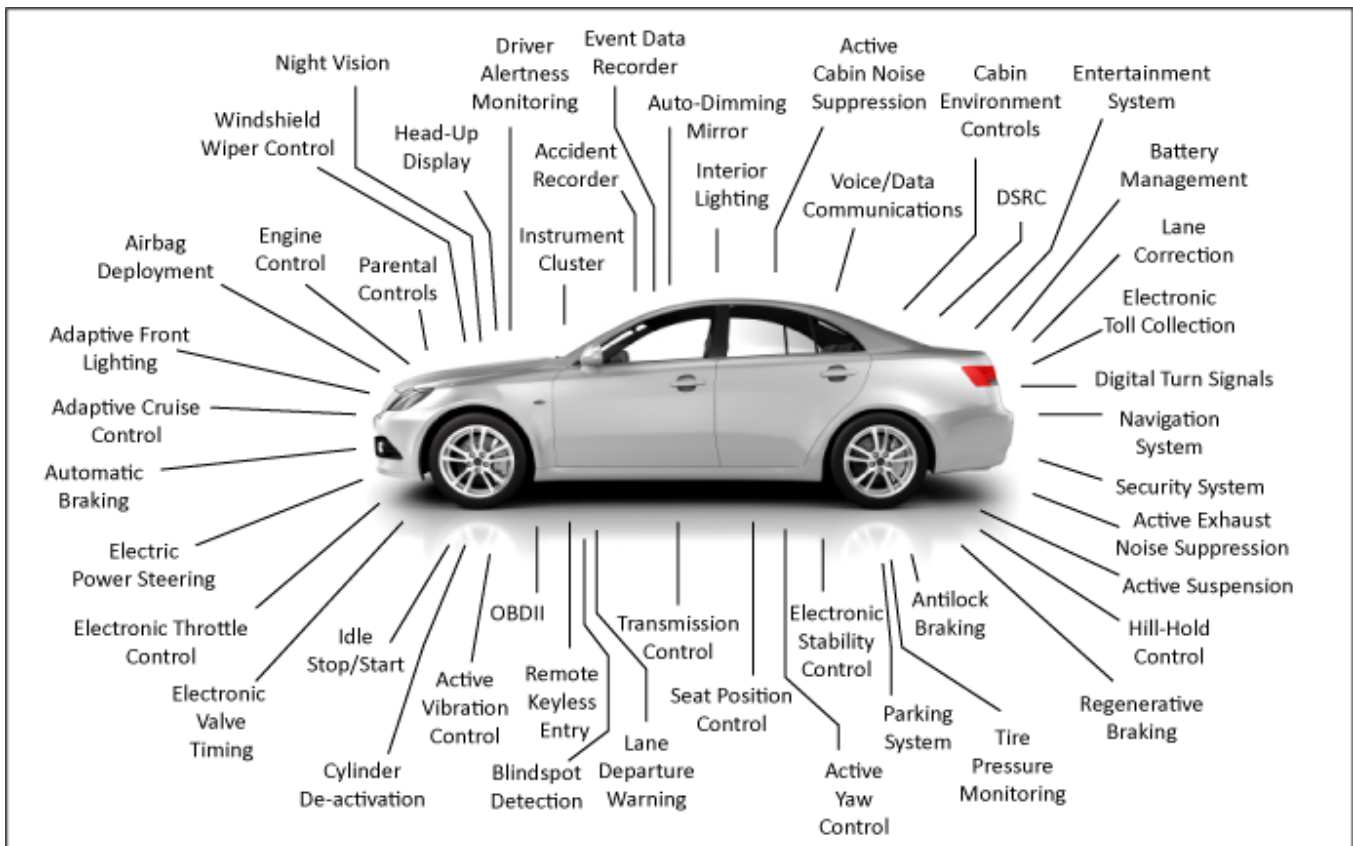 Night Vision
Driver
Alertness
Monitoring
Event Data
Recorder
Active
Cabin Noise
Suppression
Cabin
Environment
Controls
Entertainment
System
Windshield
Wiper Control
Head-Up
Display
Accident
Recorder
Auto-Dimming
Mirror
Interior
Lighting
Voice/Data
Communications
DSRC
Battery
Management
Airbag
Deployment
Engine
Control
Parental
Controls
Instrument
Cluster
Lane
Correction
Electronic
Toll Collection
Adaptive Front
Lighting
Digital Turn Signals
Adaptive Cruise
Control
Navigation
System
Automatic
Braking
Security System
Electric
Power Steering
Active Exhaust
Noise Suppression
Active Suspension
Electronic Throttle
Control
Idle
Stop/Start
OBDII
Transmission
Control
Electronic
Stability
Control
Antilock
Braking
Hill-Hold
Control
Electronic
Valve
Timing
Active
Vibration
Control
Remote
Keyless
Entry
Seat Position
Control
Parking
System
Regenerative
Braking
Cylinder
De-activation
Blindspot
Detection
Lane
Departure
Warning
Active
Yaw
Control
Tire
Pressure
Monitoring